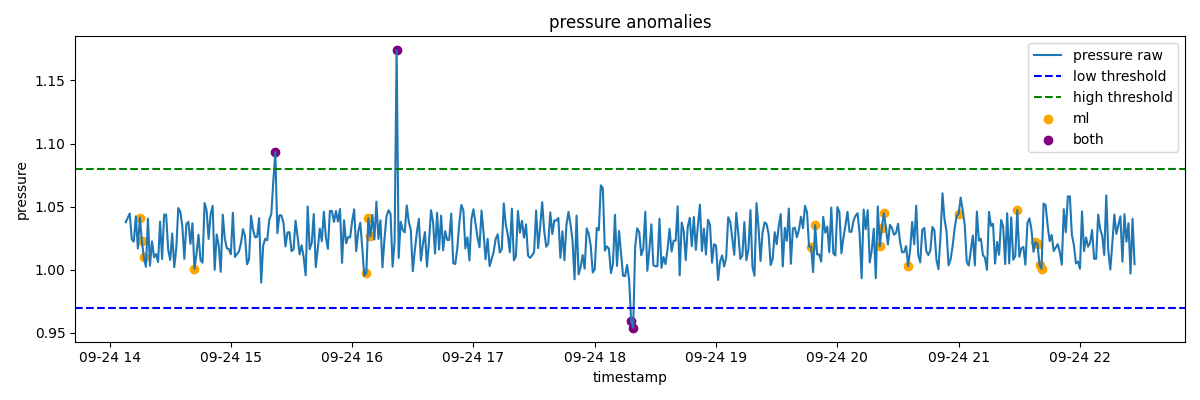 pressure anomalies
pressure raw
low threshold
high threshold
ml
both
pressure
1.15
1.10
1.05
1.00
0.95
09-24 14
09-24 15
09-24 16
09-24 17
09-24 18
09-24 19
09-24 20
09-24 21
09-24 22
timestamp